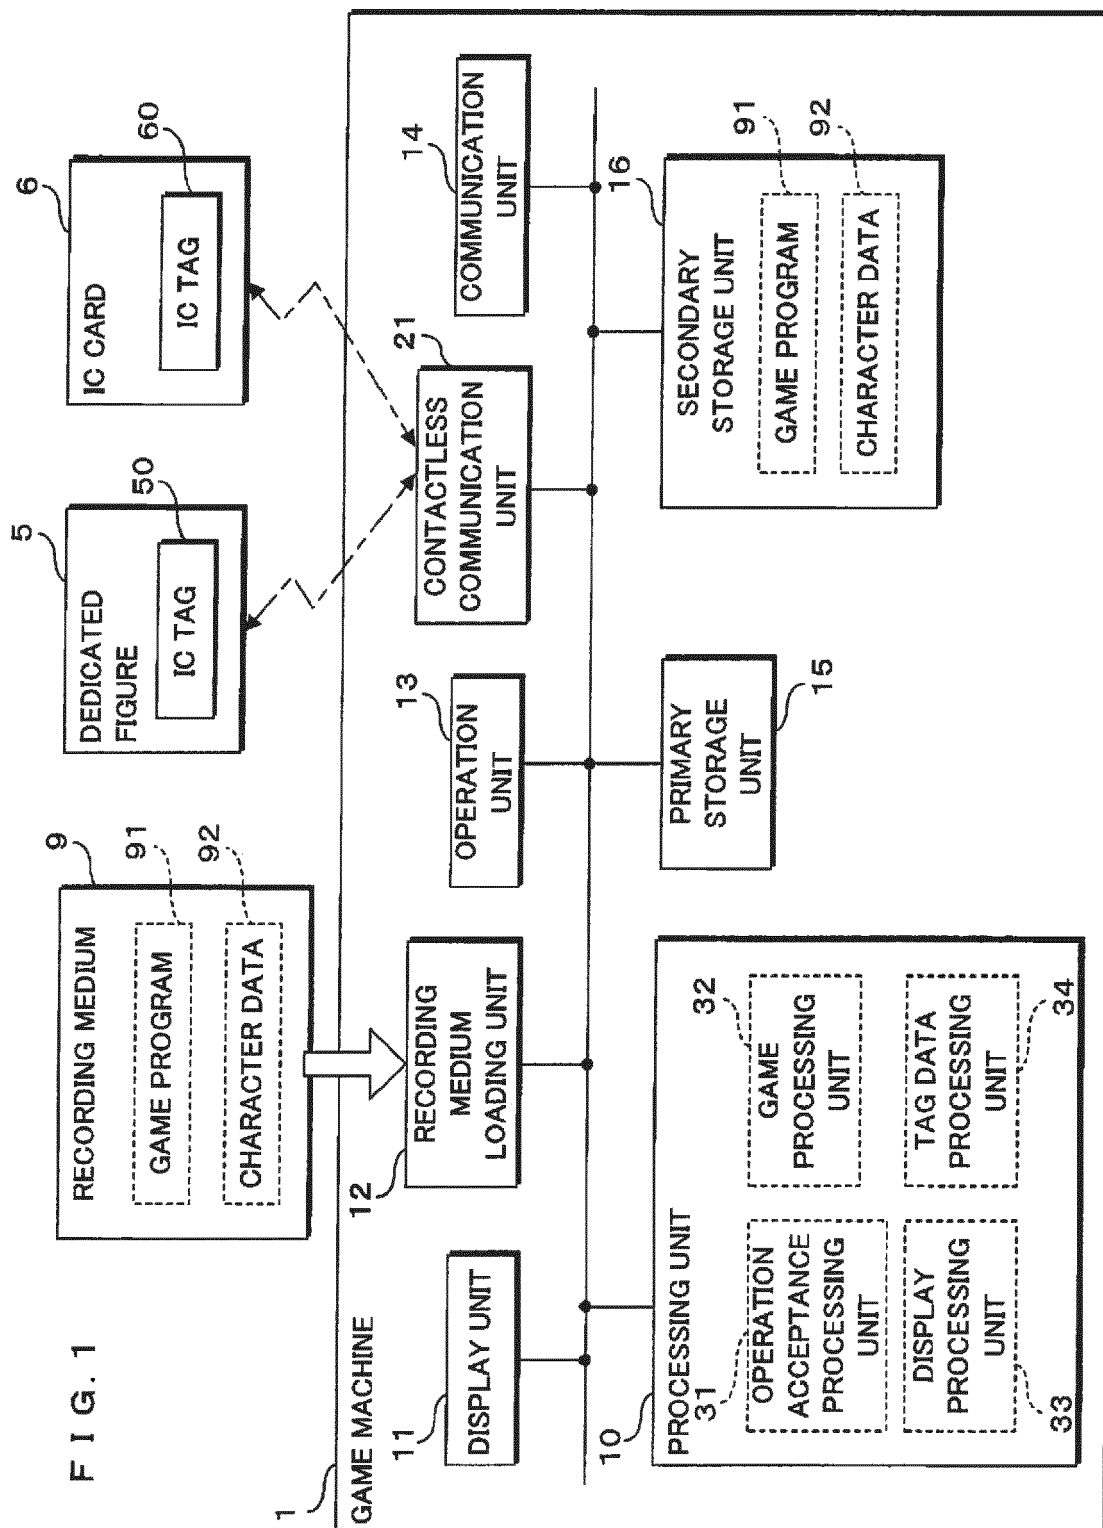 FIG. 1
9
RECORDING MEDIUM
91
GAME PROGRAM
92
CHARACTER DATA
5
DEDICATED
FIGURE
50
IC TAG
6
IC CARD
60
IC TAG
1
GAME MACHINE
11
DISPLAY UNIT
12
RECORDING
MEDIUM
LOADING UNIT
13
OPERATION
UNIT
21
CONTACTLESS
COMMUNICATION
UNIT
14
COMMUNICATION
UNIT
10
PROCESSING UNIT
31
OPERATION
ACCEPTANCE
PROCESSING
UNIT
32
GAME
PROCESSING
UNIT
33
DISPLAY
PROCESSING
UNIT
34
TAG DATA
PROCESSING
UNIT
15
PRIMARY
STORAGE
UNIT
16
SECONDARY
STORAGE UNIT
91
GAME PROGRAM
92
CHARACTER DATA